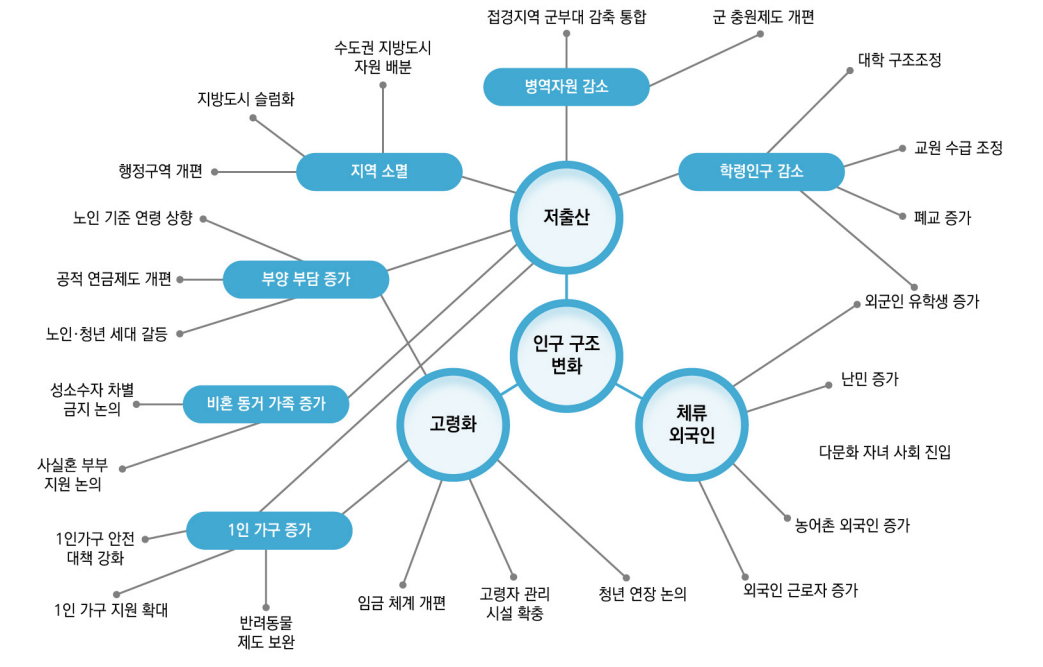 접경지역 군부대 감축 통합
군 충원제도 개편
수도권 지방도시
자원 배분
대학 구조조정
병역자원 감소
지방도시 슬럼화
교원 수급 조정
행정구역 개편
지역 소멸
학령인구 감소
노인 기준 연령 상향
저출산
폐교 증가
공적 연금제도 개편
부양 부담 증가
외군인 유학생 증가
노인·청년 세대 갈등
인구 구조
변화
난민 증가
성소수자 차별
금지 논의
비혼 동거 가족 증가
고령화
체류
외국인
다문화 자녀 사회 진입
사실혼 부부
지원 논의
1인 가구 증가
농어촌 외국인 증가
1인가구 안전
대책 강화
1인 가구 지원 확대
반려동물
제도 보완
임금 체계 개편
고령자 관리
시설 확충
청년 연장 논의
외국인 근로자 증가